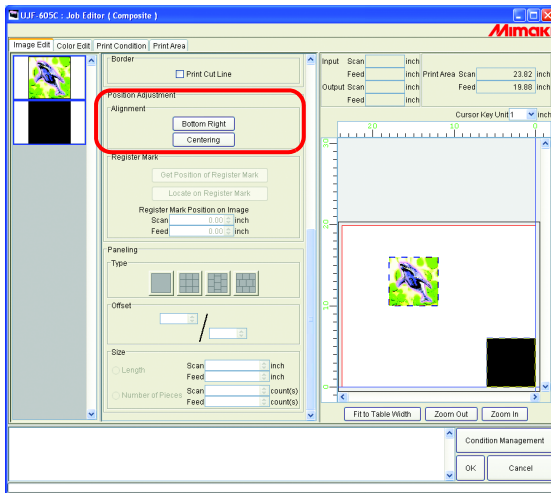 UJF-605C : Job Editor ( Composite )
Mimaki
Image Edit Color Edit Print Condition Print Area
Border
Print Cut Line
Position Adjustment
Alignment
Bottom Right
Centering
Register Mark
Get Position of Register Mark
Locate on Register Mark
Register Mark Position on Image
Scan 0.00 inch
Feed 0.00 inch
Paneling
Type
Offset
Size
Length
Scan inch
Feed inch
Number of Pieces
Scan count(s)
Feed count(s)
Input Scan inch
Feed inch Print Area Scan 23.82 inch
Output Scan inch Feed 19.88 inch
Feed inch
Cursor Key Unit 1 inch
20 10 0
30
20
10
0
Fit to Table Width Zoom Out Zoom In
Condition Management
OK Cancel